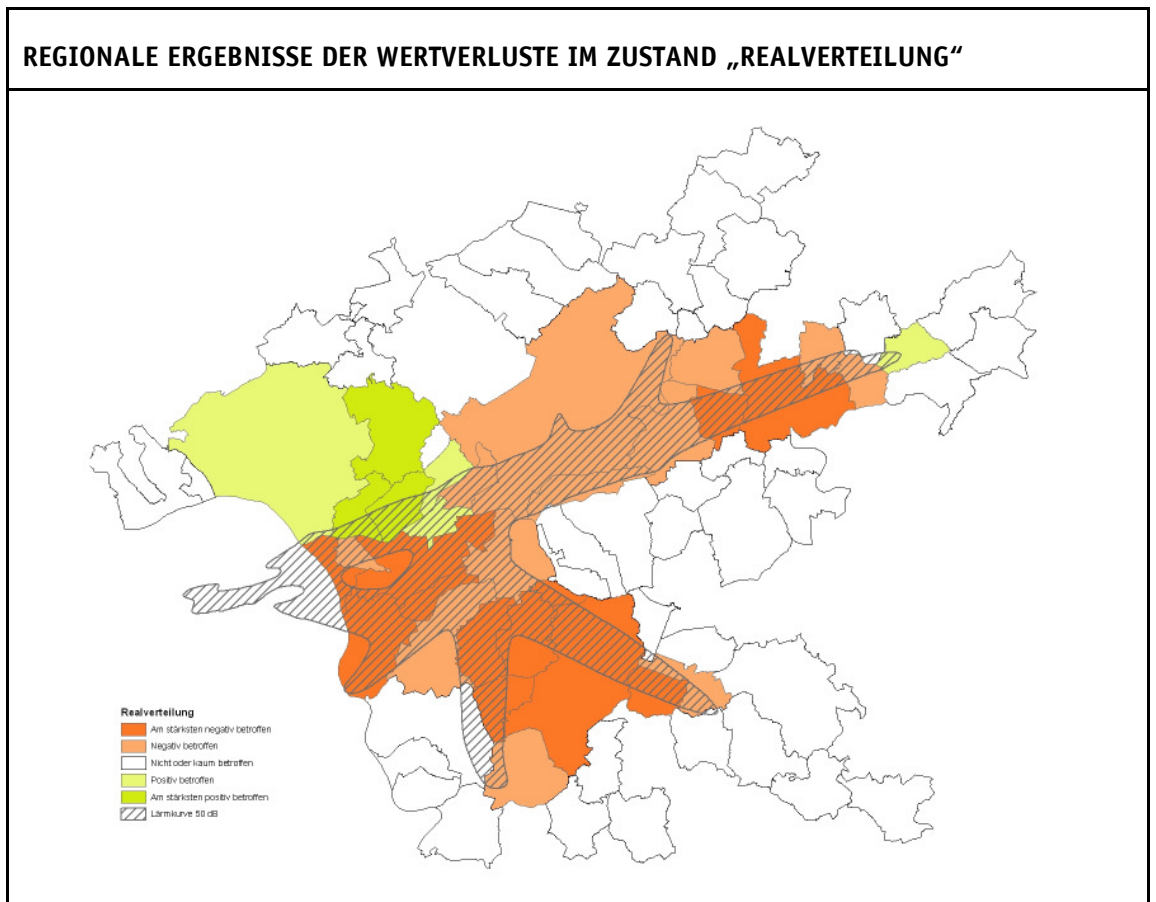 REGIONALE ERGEBNISSE DER WERTVERLUSTE IM ZUSTAND „REALVERTEILUNG“
Realverteilung
Am stärksten negativ betroffen
Negativ betroffen
Nicht oder kaum betroffen
Positiv betroffen
Am stärksten positiv betroffen
Lärmkurve 50 dB